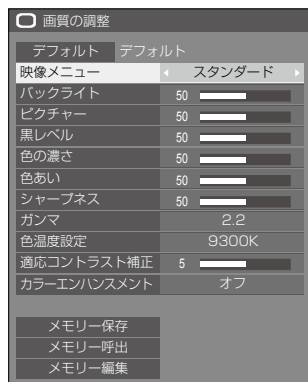 画質の調整
デフォルト デフォルト
映像メニュー スタンダード
バックライト 50
ピクチャー 50
黒レベル 50
色の濃さ 50
色あい 50
シャープネス 50
ガンマ 2.2
色温度設定 9300K
適応コントラスト補正 5
カラーエンハンスメント オフ
メモリー保存
メモリー呼出
メモリー編集